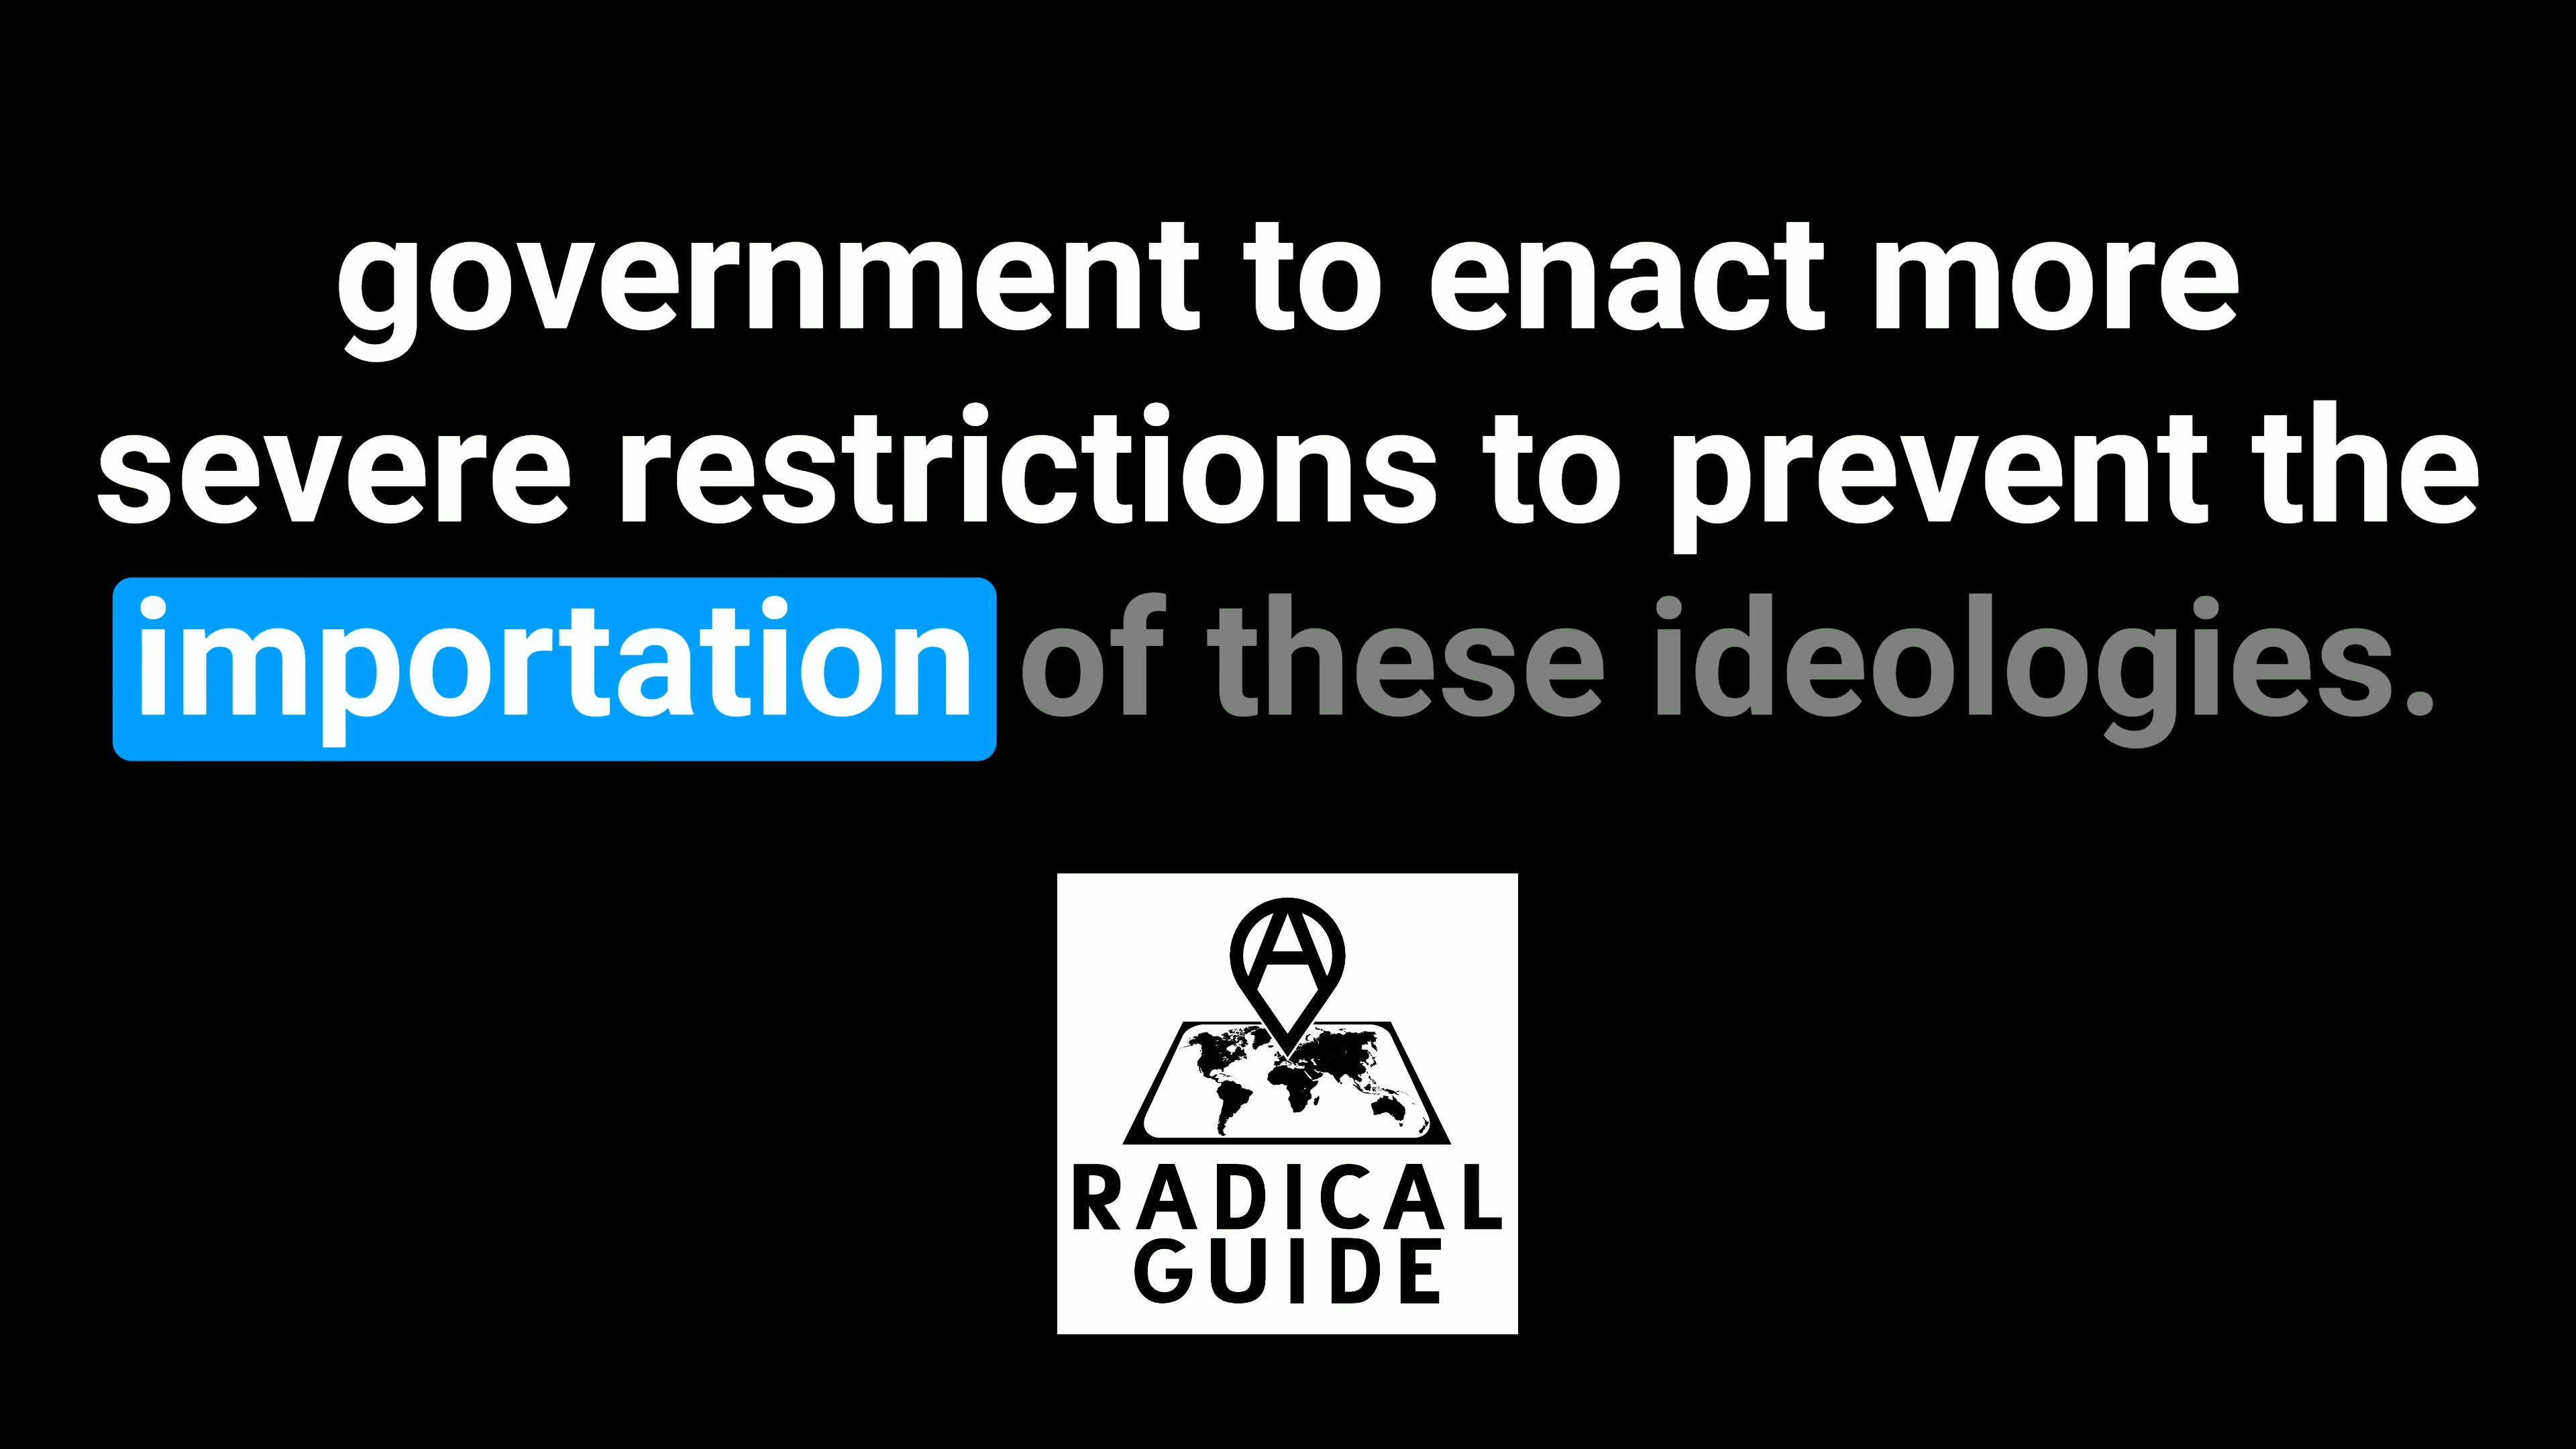 government to enact more
severe restrictions to prevent the
importation of these ideologies.
A
RADICAL
GUIDE